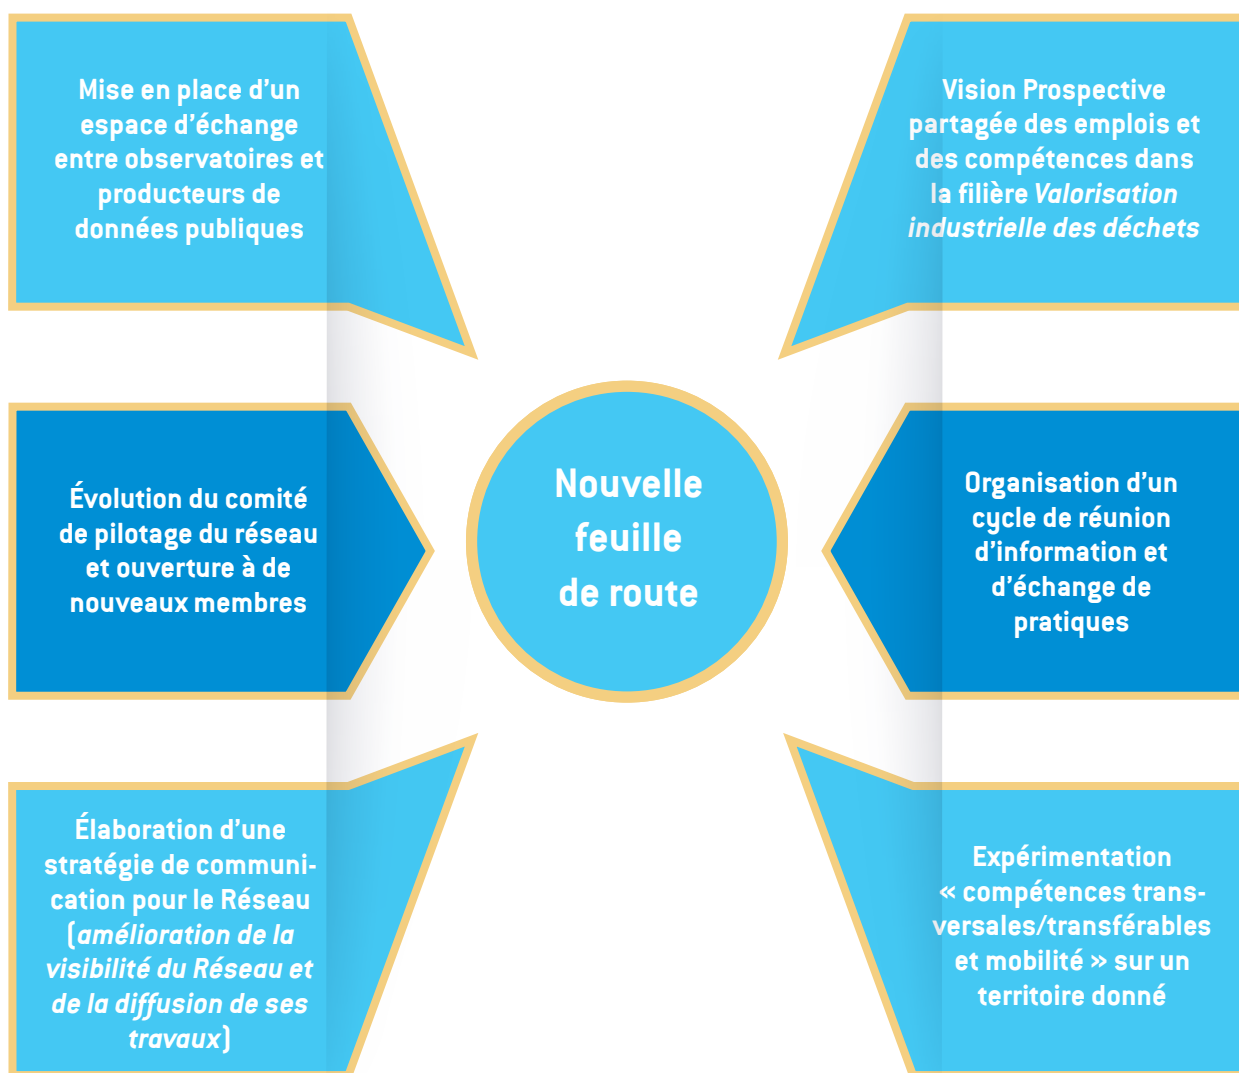 Mise en place d’un
espace d’échange
entre observatoires et
producteurs de
données publiques
Vision Prospective
partagée des emplois et
des compétences dans
la filière Valorisation
industrielle des déchets
Évolution du comité
de pilotage du réseau
et ouverture à de
nouveaux membres
Nouvelle
feuille
de route
Organisation d’un
cycle de réunion
d’information et
d’échange de
pratiques
Élaboration d’une
stratégie de communi-
cation pour le Réseau
(amélioration de la
visibilité du Réseau et
de la diffusion de ses
travaux)
Expérimentation
« compétences trans-
versales/transférables
et mobilité » sur un
territoire donné